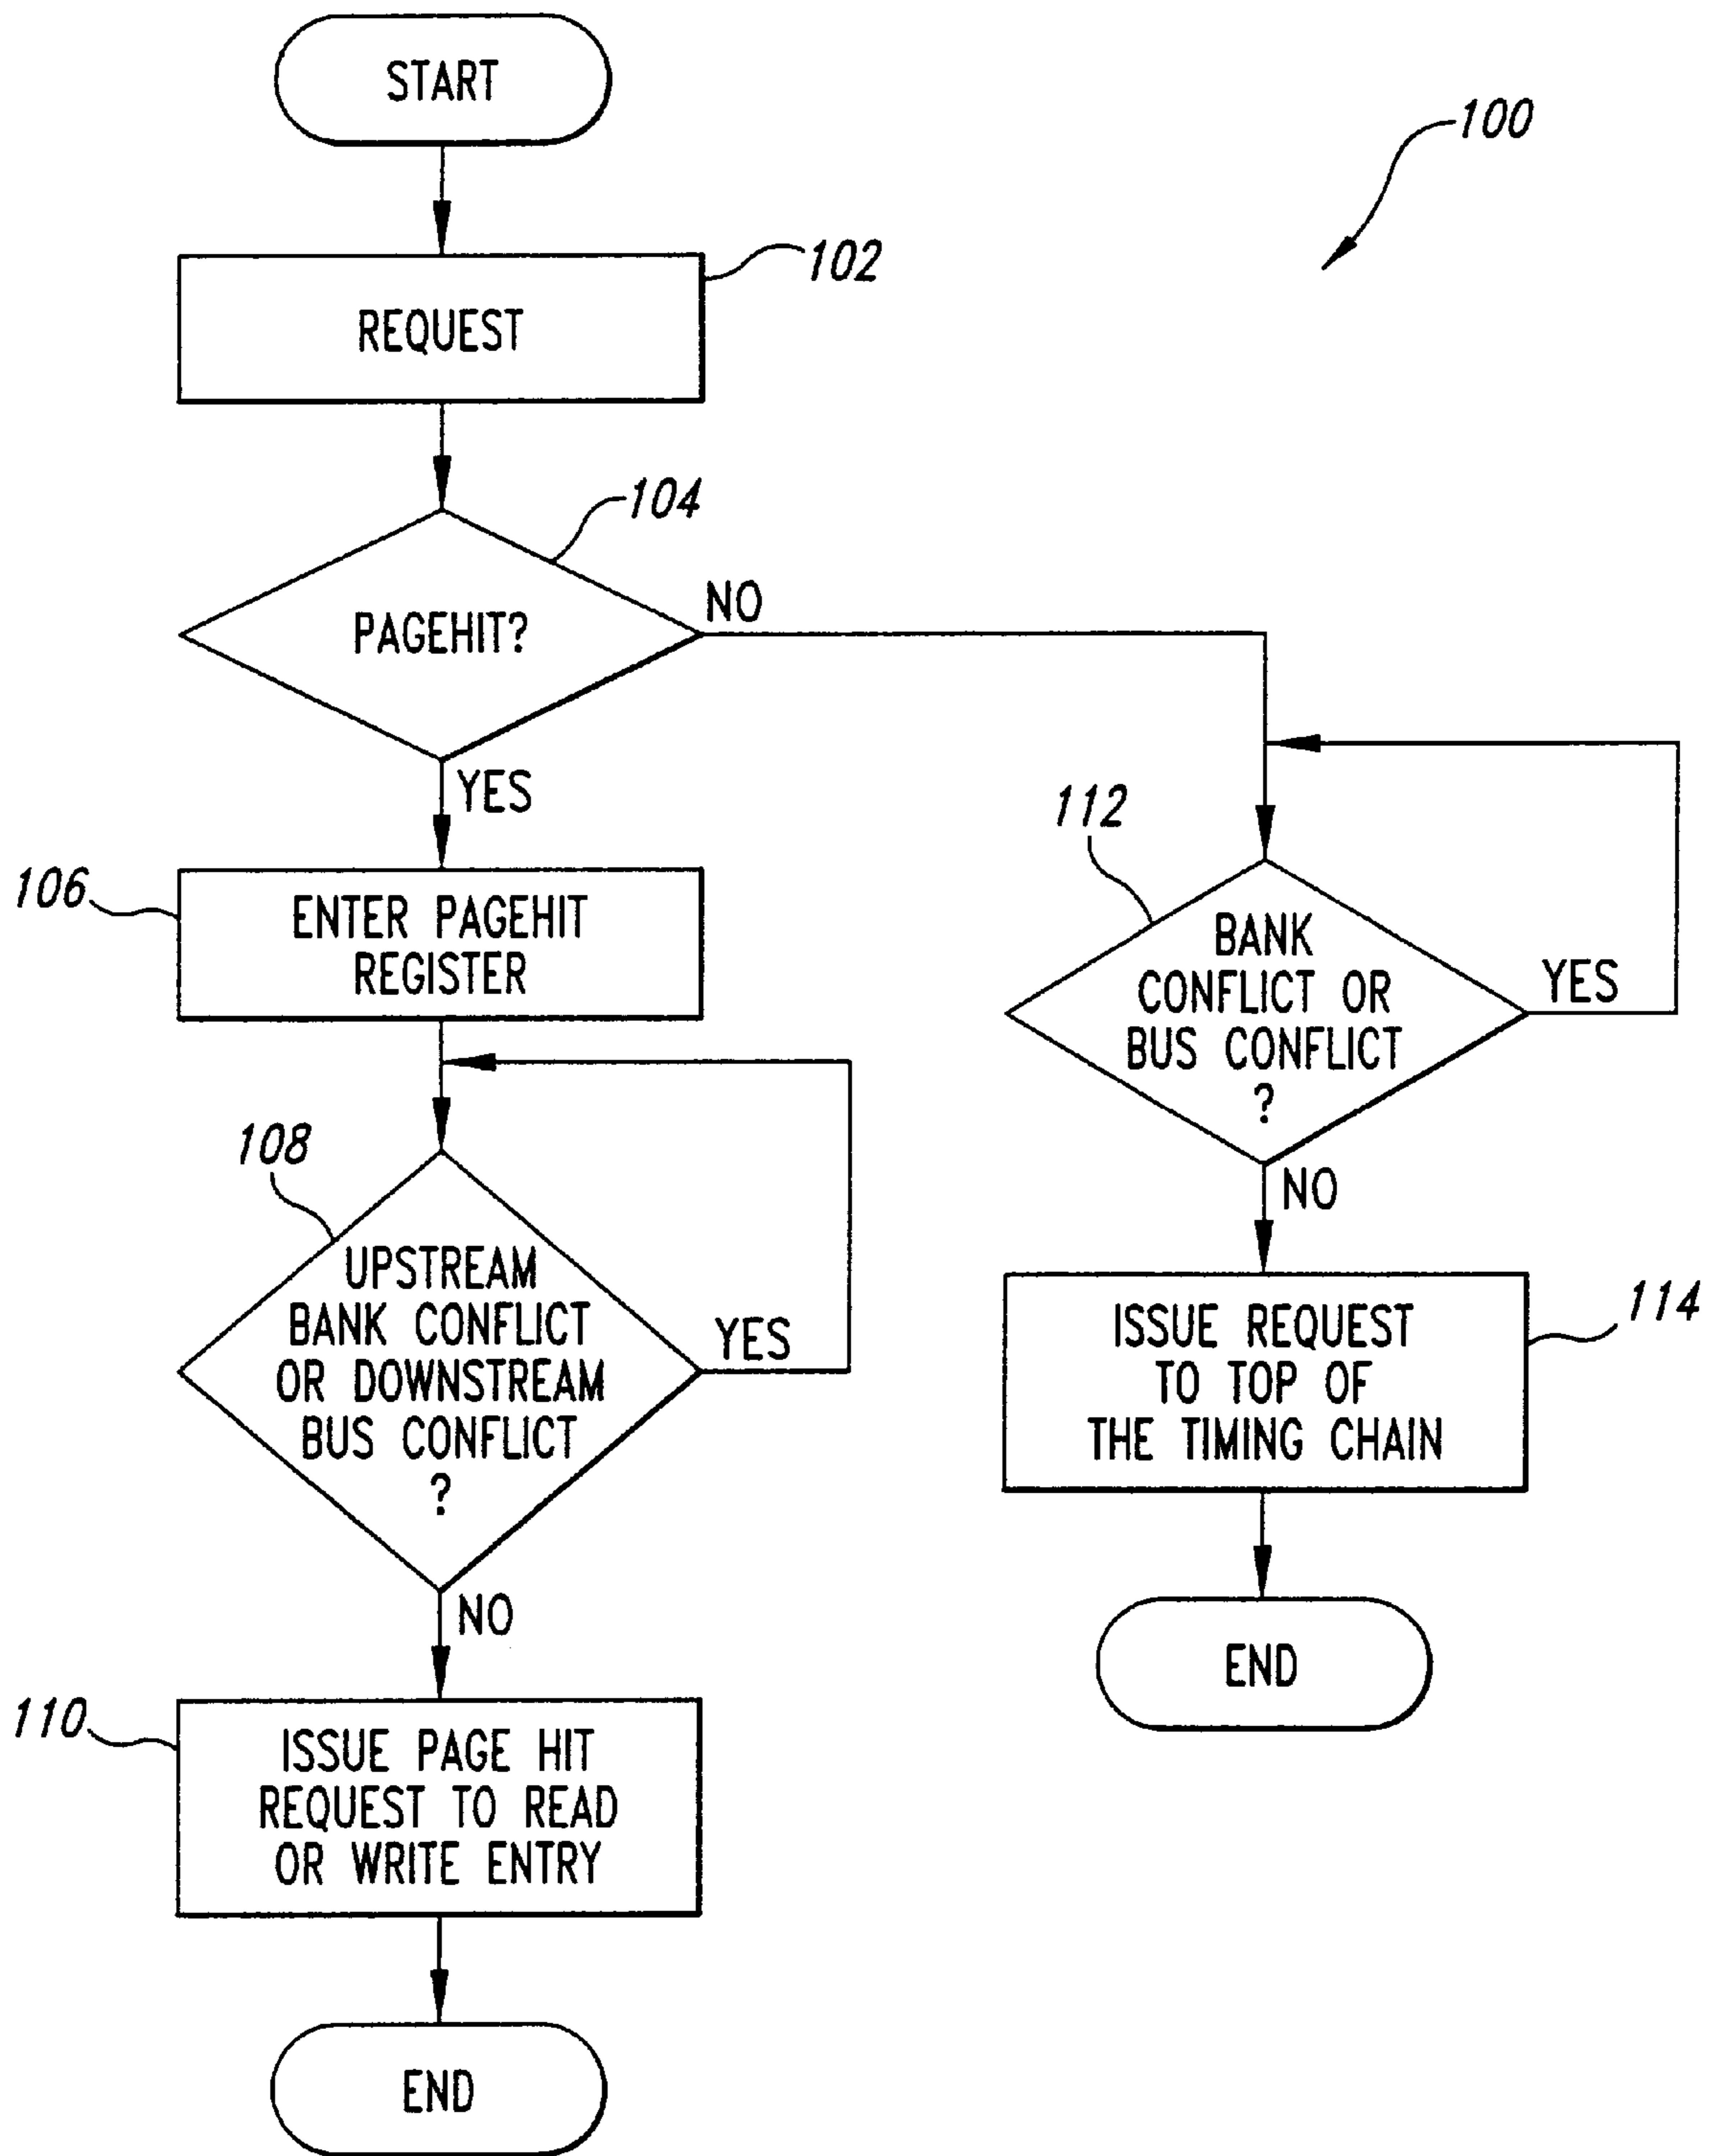 START
100
102
REQUEST
104
PAGEHIT?
NO
YES
106
ENTER PAGEHIT
REGISTER
108
UPSTREAM
BANK CONFLICT
OR DOWNSTREAM
BUS CONFLICT
?
YES
NO
110
ISSUE PAGE HIT
REQUEST TO READ
OR WRITE ENTRY
END
112
BANK
CONFLICT OR
BUS CONFLICT
?
YES
NO
114
ISSUE REQUEST
TO TOP OF
THE TIMING CHAIN
END